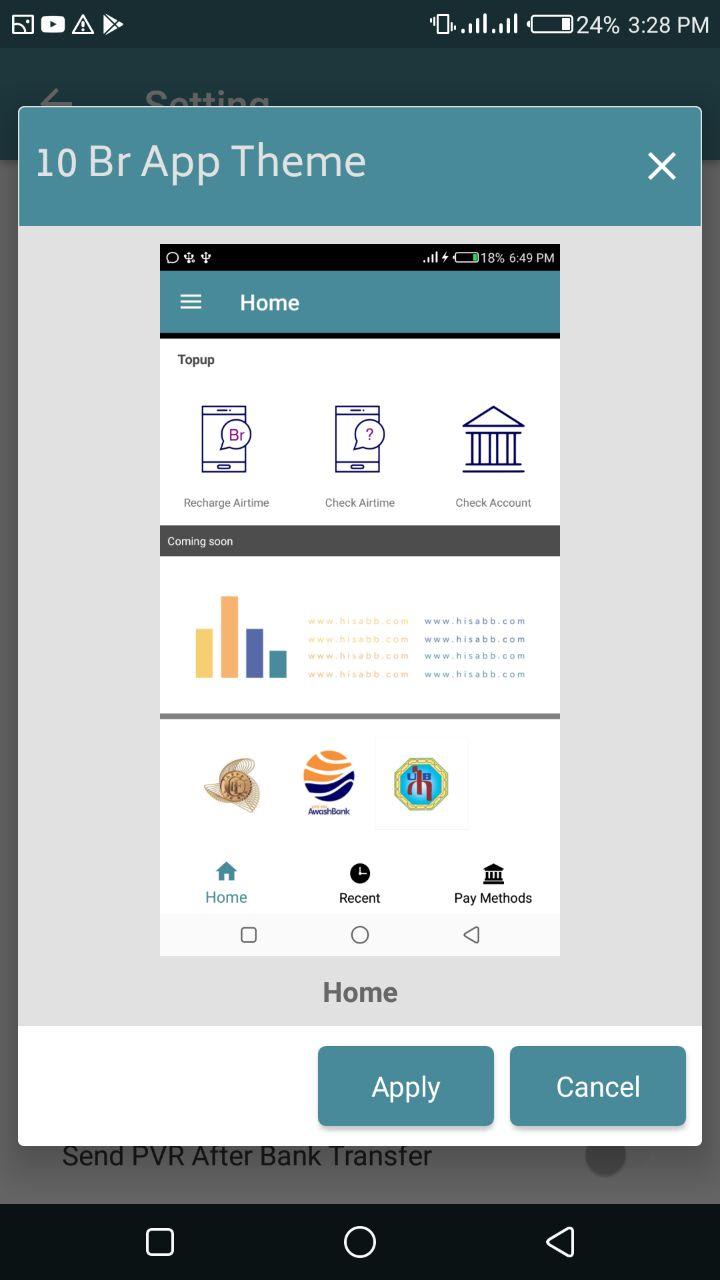 24% 3:28 PM
Setting
10 Br App Theme
18% 6:49 PM
Home
Topup
Br
?
Recharge Airtime
Check Airtime
Check Account
Coming soon
www.hisabb.com www.hisabb.com
www.hisabb.com www.hisabb.com
www.hisabb.com www.hisabb.com
www.hisabb.com www.hisabb.com
AwashBank
Home
Recent
Pay Methods
Home
Apply
Cancel
Send PVR After Bank Transfer